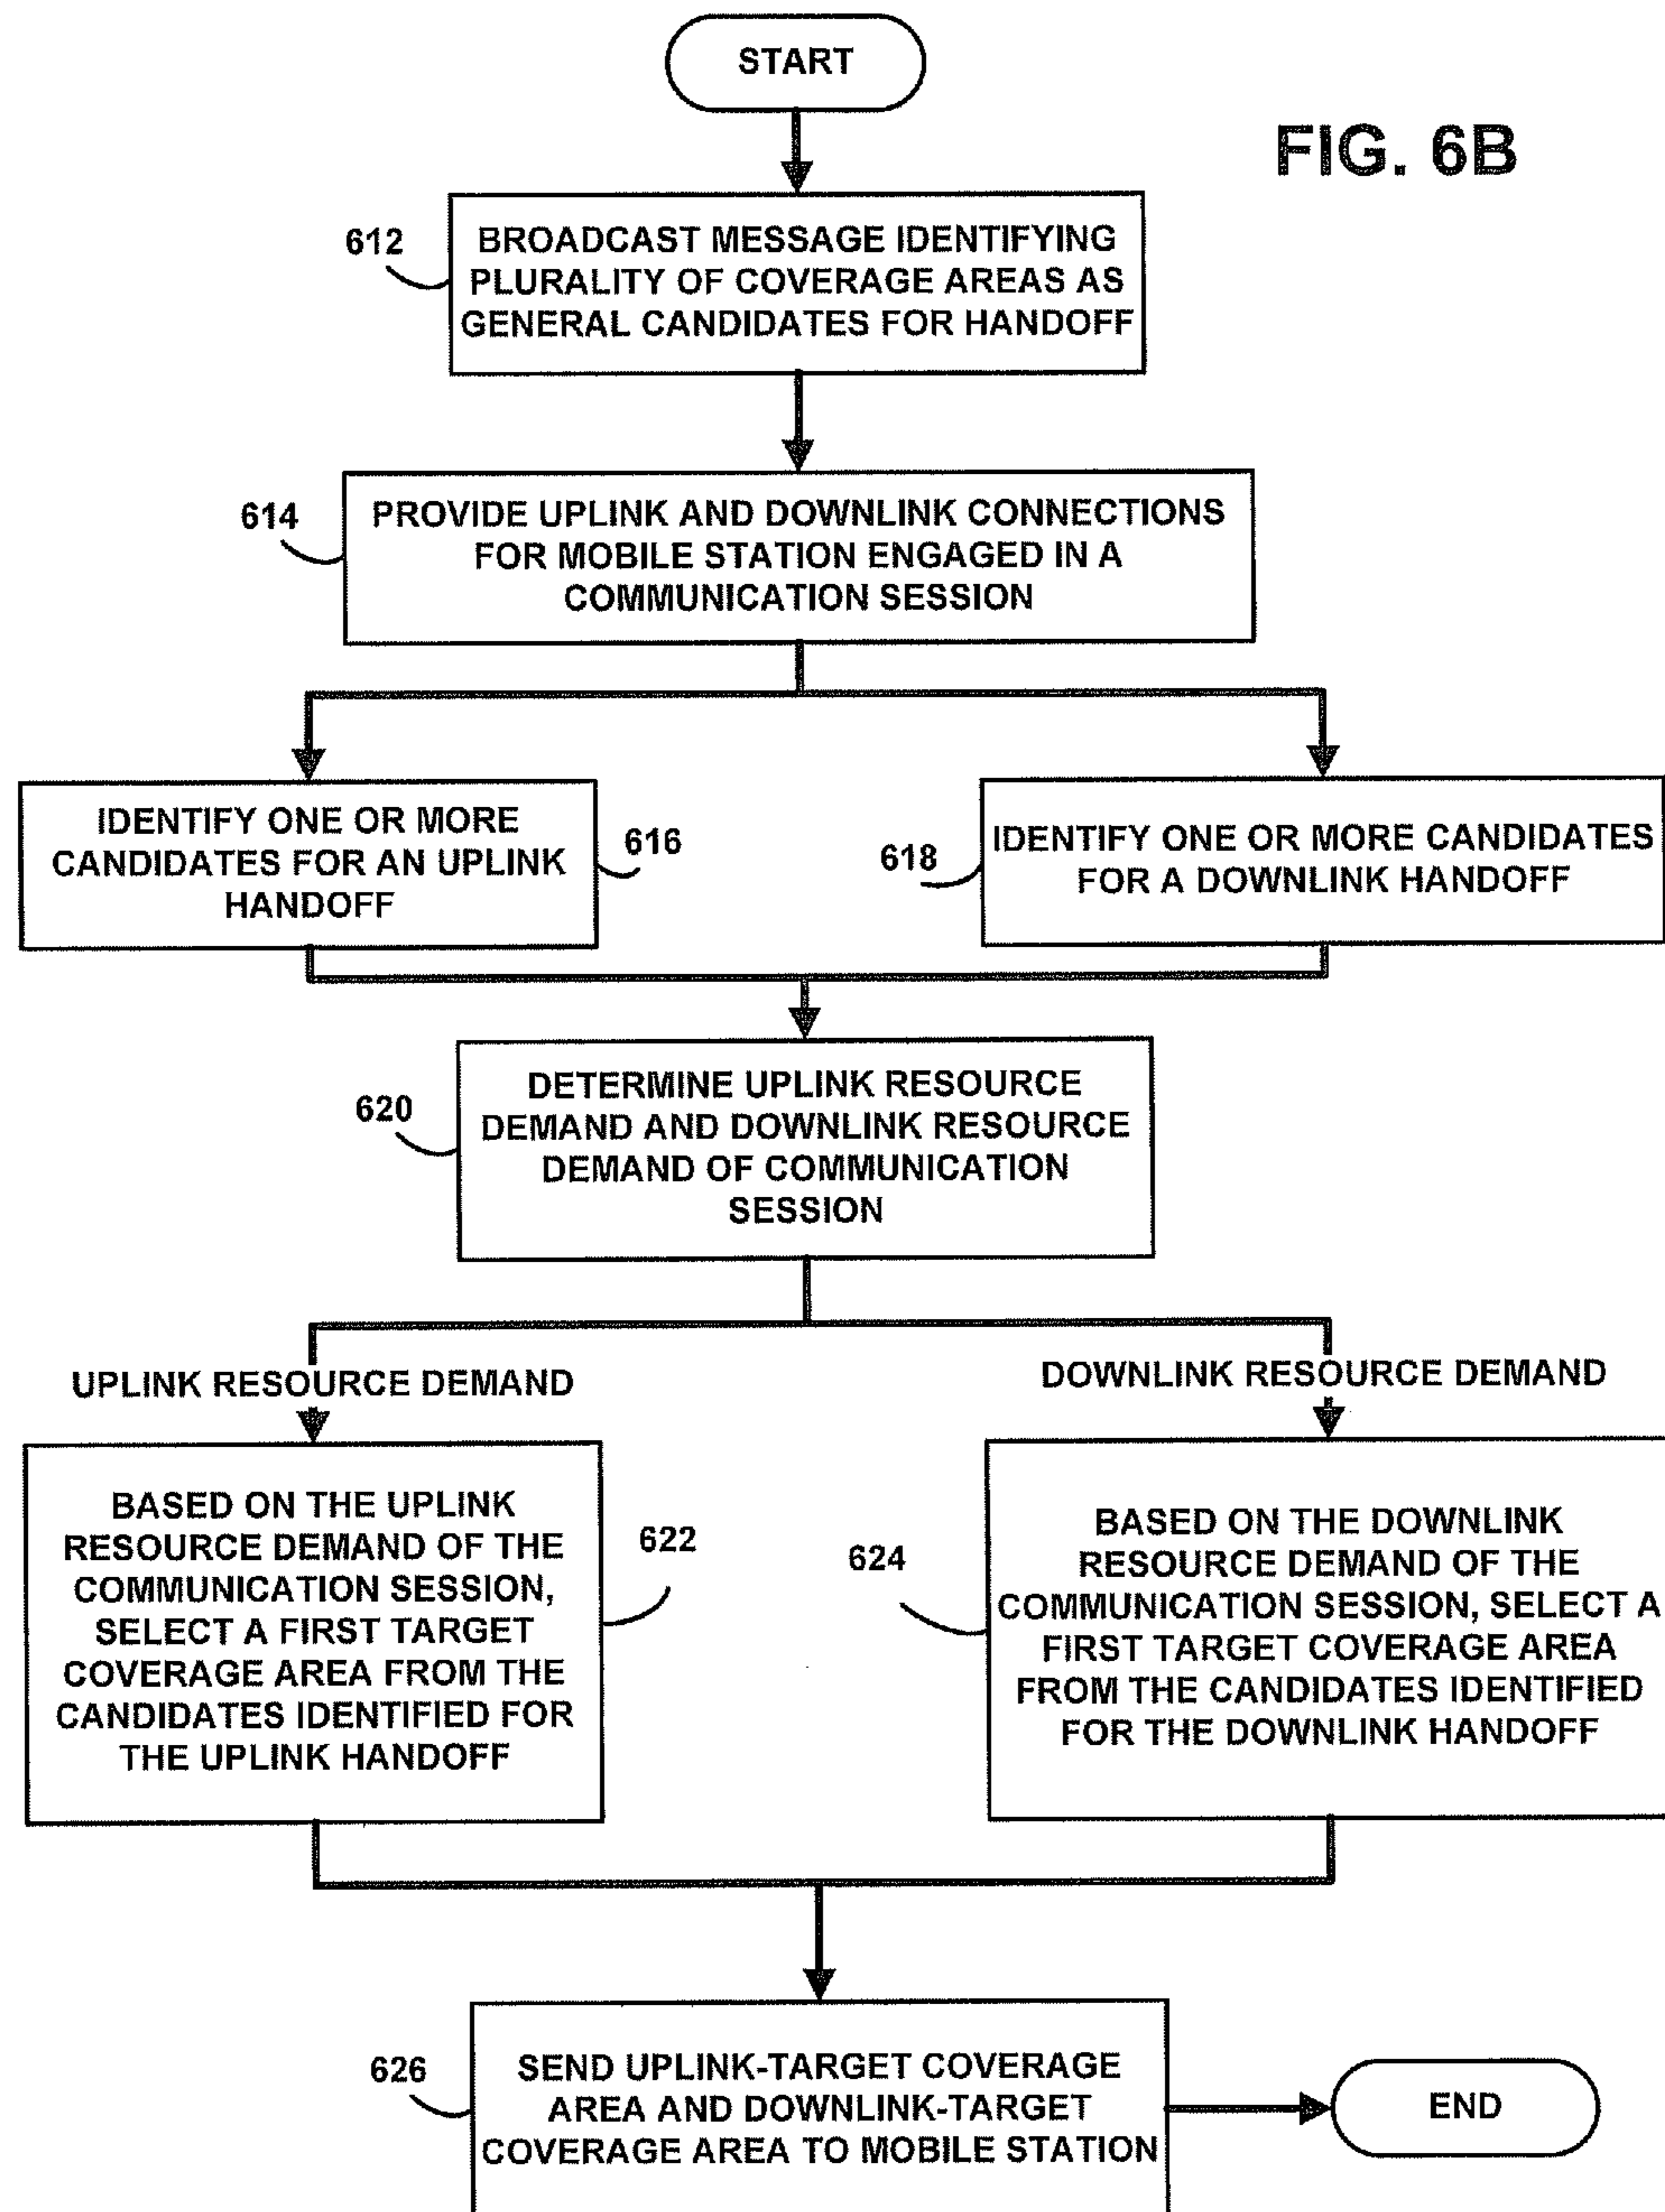 START
FIG. 6B
612
BROADCAST MESSAGE IDENTIFYING
PLURALITY OF COVERAGE AREAS AS
GENERAL CANDIDATES FOR HANDOFF
614
PROVIDE UPLINK AND DOWNLINK CONNECTIONS
FOR MOBILE STATION ENGAGED IN A
COMMUNICATION SESSION
IDENTIFY ONE OR MORE
CANDIDATES FOR AN UPLINK
HANDOFF
616
618
IDENTIFY ONE OR MORE CANDIDATES
FOR A DOWNLINK HANDOFF
620
DETERMINE UPLINK RESOURCE
DEMAND AND DOWNLINK RESOURCE
DEMAND OF COMMUNICATION
SESSION
UPLINK RESOURCE DEMAND
DOWNLINK RESOURCE DEMAND
BASED ON THE UPLINK
RESOURCE DEMAND OF THE
COMMUNICATION SESSION,
SELECT A FIRST TARGET
COVERAGE AREA FROM THE
CANDIDATES IDENTIFIED FOR
THE UPLINK HANDOFF
622
624
BASED ON THE DOWNLINK
RESOURCE DEMAND OF THE
COMMUNICATION SESSION, SELECT A
FIRST TARGET COVERAGE AREA
FROM THE CANDIDATES IDENTIFIED
FOR THE DOWNLINK HANDOFF
626
SEND UPLINK-TARGET COVERAGE
AREA AND DOWNLINK-TARGET
COVERAGE AREA TO MOBILE STATION
END